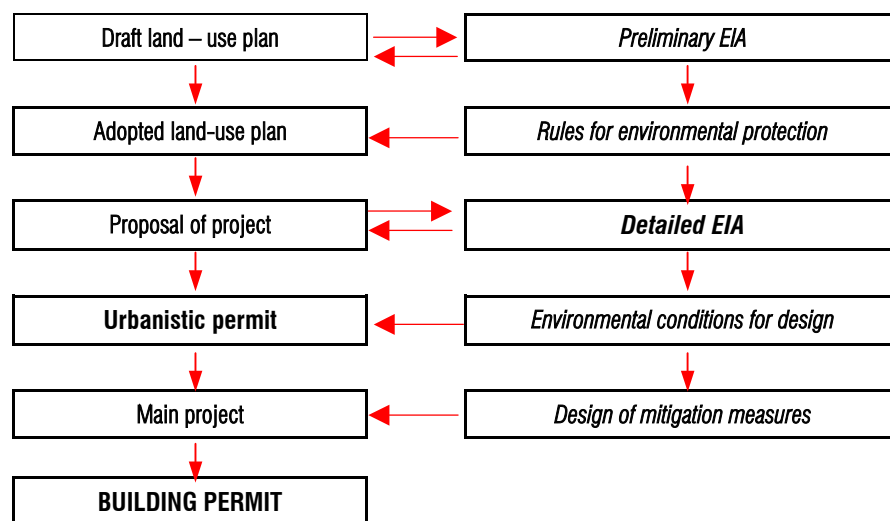 Draft land – use plan
Preliminary EIA
Adopted land-use plan
Rules for environmental protection
Proposal of project
Detailed EIA
Urbanistic permit
Environmental conditions for design
Main project
Design of mitigation measures
BUILDING PERMIT